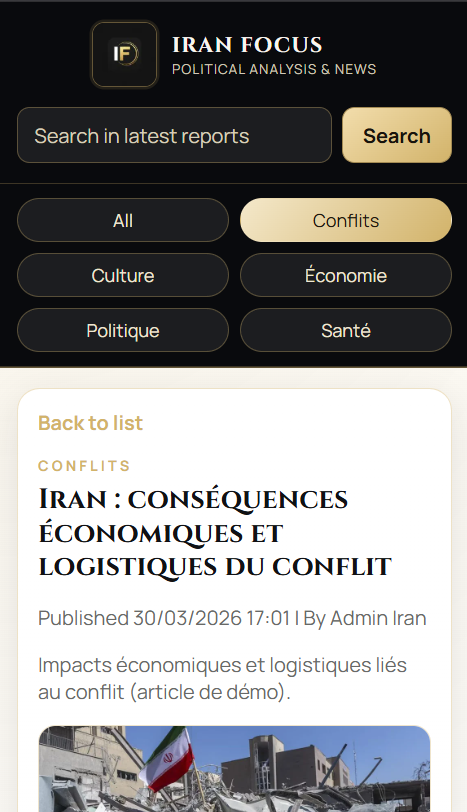 IF
IRAN FOCUS
POLITICAL ANALYSIS & NEWS
Search in latest reports
Search
All
Conflits
Culture
Économie
Politique
Santé
Back to list
CONFLITS
Iran : conséquences
économiques et
logistiques du conflit
Published 30/03/2026 17:01 | By Admin Iran
Impacts économiques et logistiques liés
au conflit (article de démo).